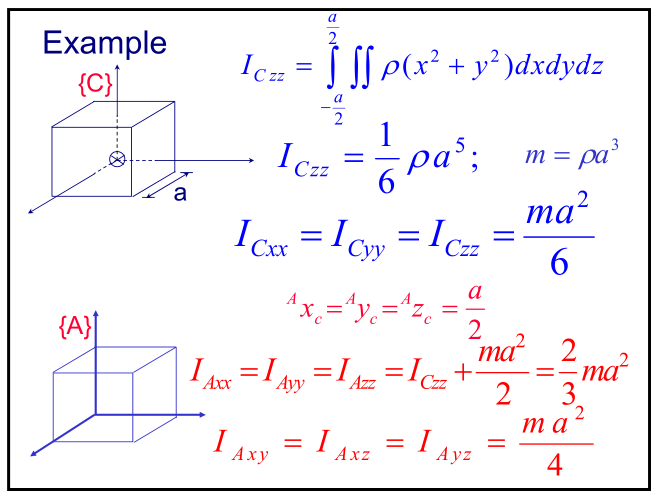 Example
{C}
a
I_{Czz} = \int_{-\frac{a}{2}}^{\frac{a}{2}} \iint \rho(x^2 + y^2)dxdydz
I_{Czz} = \frac{1}{6} \rho a^5; m = \rho a^3
I_{Cxx} = I_{Cyy} = I_{Czz} = \frac{ma^2}{6}
{A}
^A x_c = ^A y_c = ^A z_c = \frac{a}{2}
I_{Axx} = I_{Ayy} = I_{Azz} = I_{Czz} + \frac{ma^2}{2} = \frac{2}{3} ma^2
I_{Axy} = I_{Axz} = I_{Ayz} = \frac{ma^2}{4}